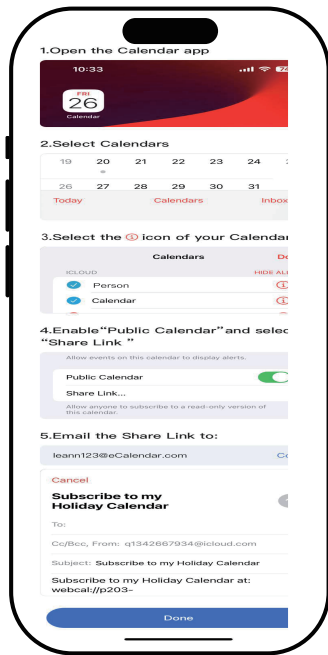 1.Open the Calendar app
10:33
FRI
26
Calendar
2.Select Calendars
19 20 21 22 23 24
26 27 28 29 30 31
Today Calendars Inbox
3.Select the ⓘ icon of your Calendar
Calendars
ICLOUD HIDE ALL
Person
Calendar
4.Enable“Public Calendar”and selec
“Share Link ”
Allow events on this calendar to display alerts.
Public Calendar
Share Link...
Allow anyone to subscribe to a read-only version of
this calendar.
5.Email the Share Link to:
leann123@eCalendar.com
Cancel
Subscribe to my
Holiday Calendar
To:
Cc/Bcc, From: q1342667934@icloud.com
Subject: Subscribe to my Holiday Calendar
Subscribe to my Holiday Calendar at:
webcal://p203-
Done